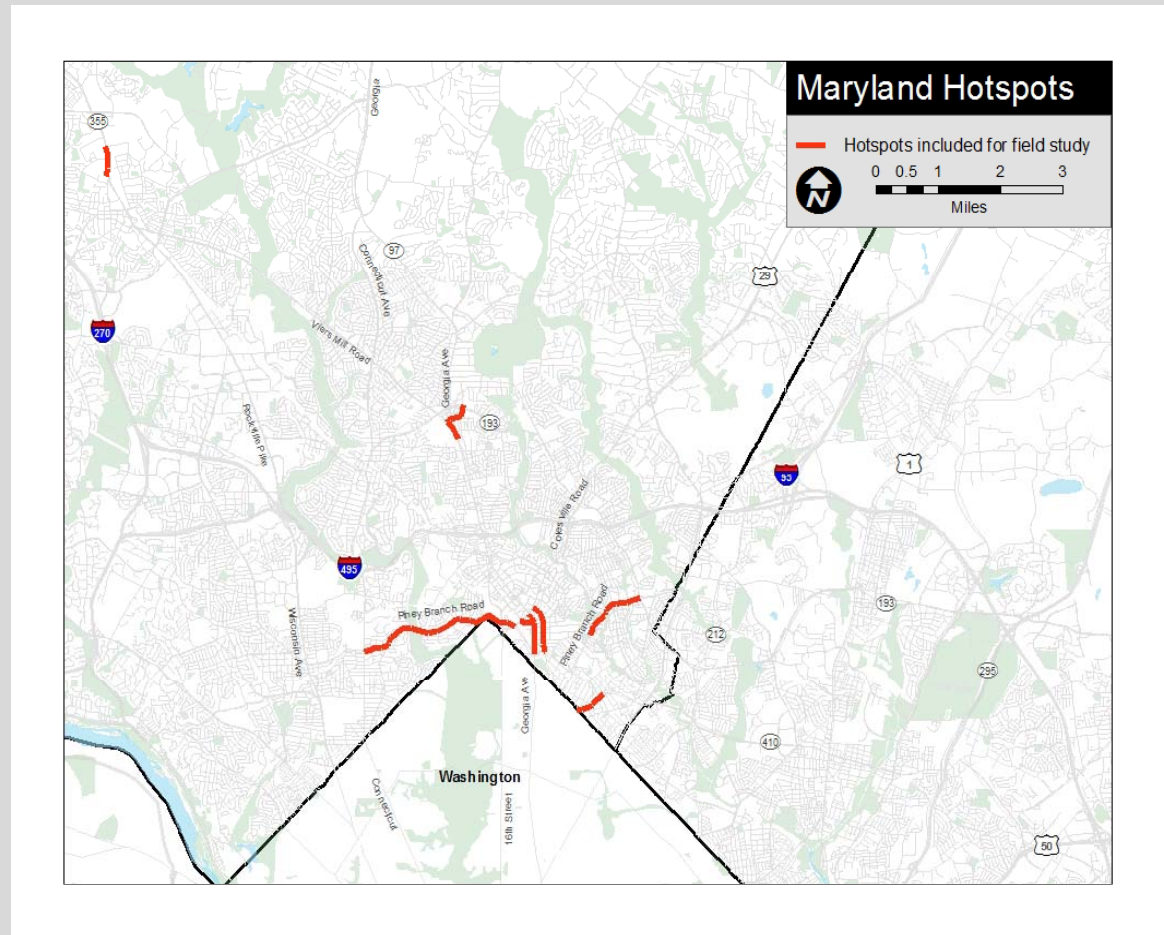 Maryland Hotspots
Hotspots included for field study
0 0.5 1 2 3
Miles
N
Georgia
355
97
Connecticut Ave
29
270
Viers Mill Road
Georgia Ave
Rockville Pike
193
1
95
Colesville Road
495
Piney Branch Road
Piney Branch Road
193
Wisconsin Ave
212
295
Georgia Ave
410
Washington
Connecticut
16th Street
50